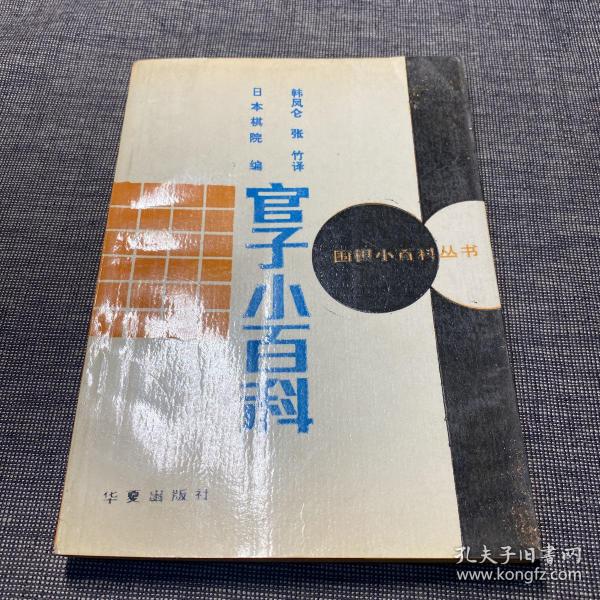 韩凤仑 张竹译
日本棋院 编
官子小百科
围棋小百科丛书
华夏出版社
孔夫子旧书网
www.kongfz.com